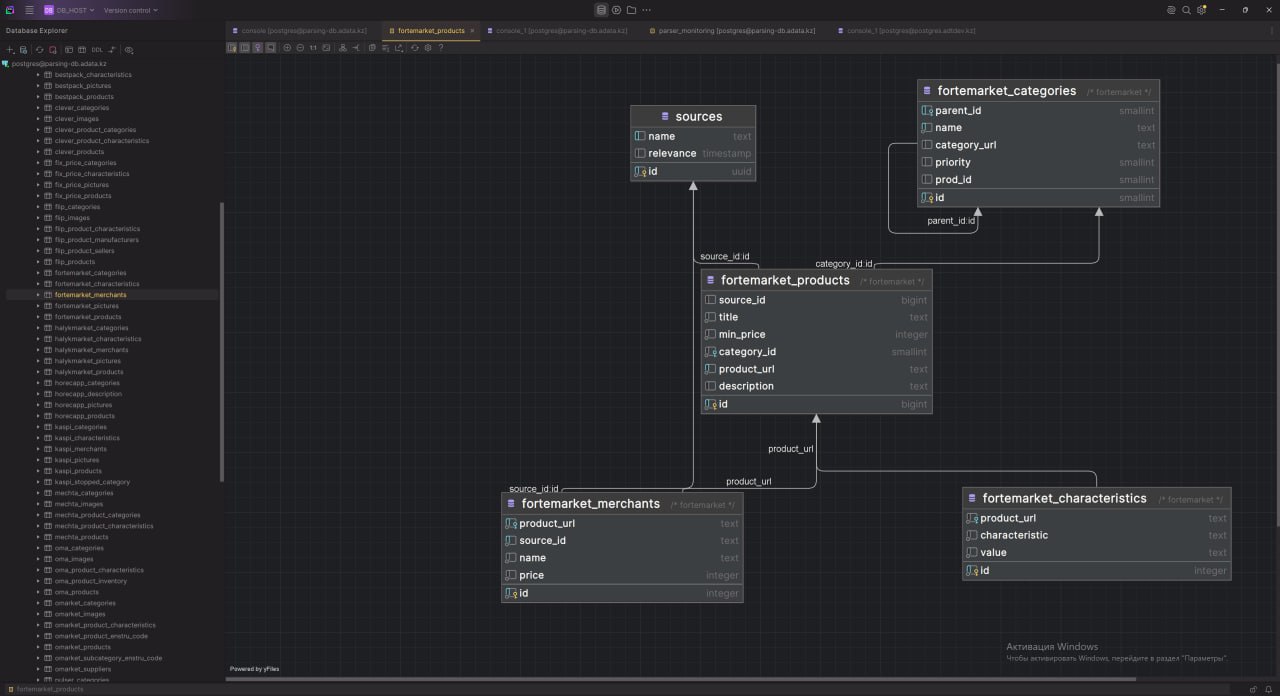 DB DB_HOST Version control
Database Explorer
DDL
postgres@parsing-db.adata.kz
bestpack_characteristics
bestpack_pictures
bestpack_products
clever_categories
clever_images
clever_product_categories
clever_product_characteristics
clever_products
fix_price_categories
fix_price_characteristics
fix_price_pictures
fix_price_products
flip_categories
flip_images
flip_product_characteristics
flip_product_manufacturers
flip_product_sellers
flip_products
fortemarket_categories
fortemarket_characteristics
fortemarket_merchants
fortemarket_pictures
fortemarket_products
halykmarket_categories
halykmarket_characteristics
halykmarket_merchants
halykmarket_pictures
halykmarket_products
horecapp_categories
horecapp_description
horecapp_pictures
horecapp_products
kaspi_categories
kaspi_characteristics
kaspi_merchants
kaspi_pictures
kaspi_products
kaspi_stopped_category
mechta_categories
mechta_images
mechta_product_categories
mechta_product_characteristics
mechta_products
oma_categories
oma_images
oma_product_characteristics
oma_product_inventory
oma_products
omarket_categories
omarket_images
omarket_product_characteristics
omarket_product_enstru_code
omarket_products
omarket_subcategory_enstru_code
omarket_suppliers
pulser_categories
console [postgres@parsing-db.adata.kz]
fortemarket_products
console_1 [postgres@parsing-db.adata.kz]
parser_monitoring [postgres@parsing-db.adata.kz]
console_1 [postgres@postgres.adtdev.kz]
1:1
sources
name text
relevance timestamp
id uuid
fortemarket_categories /* fortemarket */
parent_id smallint
name text
category_url text
priority smallint
prod_id smallint
id smallint
parent_id:id
source_id:id
category_id:id
fortemarket_products /* fortemarket */
source_id bigint
title text
min_price integer
category_id smallint
product_url text
description text
id bigint
product_url
product_url
source_id:id
fortemarket_merchants /* fortemarket */
product_url text
source_id text
name text
price integer
id integer
fortemarket_characteristics /* fortemarket */
product_url text
characteristic text
value text
id integer
Активация Windows
Чтобы активировать Windows, перейдите в раздел "Параметры".
Powered by yFiles
fortemarket_products